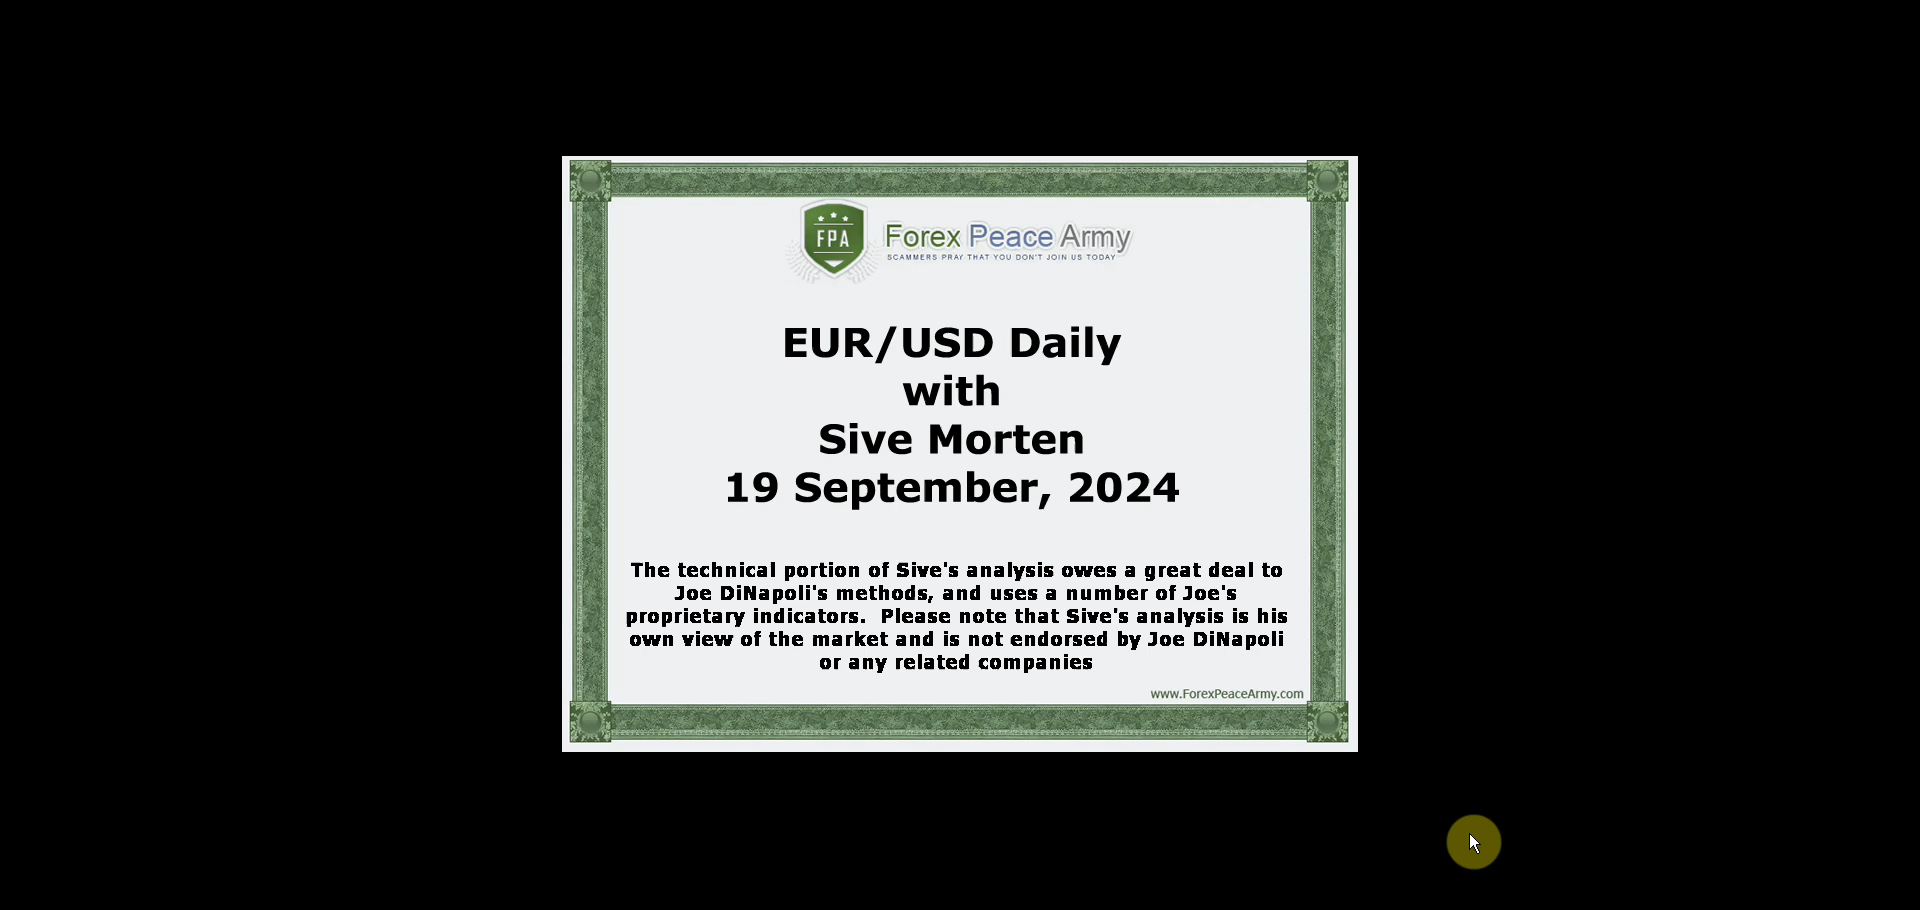 FPA
Forex Peace Army
SCAMMERS PRAY THAT YOU DON'T JOIN US TODAY
EUR/USD Daily
with
Sive Morten
19 September, 2024
The technical portion of Sive's analysis owes a great deal to
Joe DiNapoli's methods, and uses a number of Joe's
proprietary indicators.  Please note that Sive's analysis is his
own view of the market and is not endorsed by Joe DiNapoli
or any related companies
www.ForexPeaceArmy.com